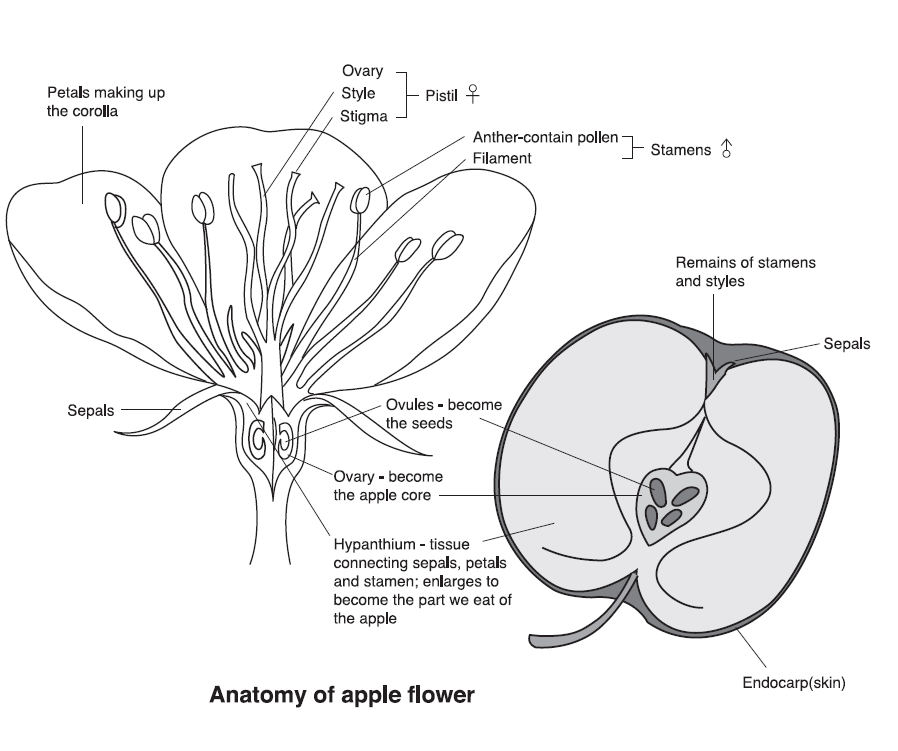 Petals making up
the corolla
Ovary
Style
Stigma
Pistil ♀
Anther-contain pollen
Filament
Stamens ♂
Remains of stamens
and styles
Sepals
Sepals
Ovules - become
the seeds
Ovary - become
the apple core
Hypanthium - tissue
connecting sepals, petals
and stamen; enlarges to
become the part we eat of
the apple
Endocarp(skin)
Anatomy of apple flower